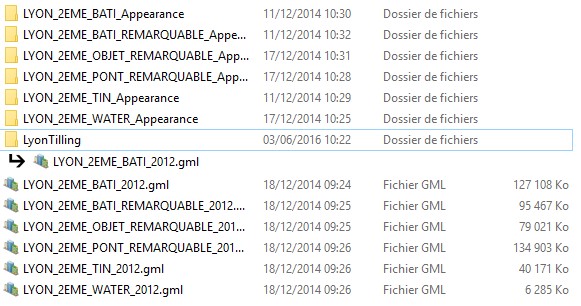 LYON_2EME_BATI_Appearance 11/12/2014 10:30 Dossier de fichiers
LYON_2EME_BATI_REMARQUABLE_Appe... 11/12/2014 10:32 Dossier de fichiers
LYON_2EME_OBJET_REMARQUABLE_App... 17/12/2014 10:31 Dossier de fichiers
LYON_2EME_PONT_REMARQUABLE_App... 17/12/2014 10:28 Dossier de fichiers
LYON_2EME_TIN_Appearance 11/12/2014 10:29 Dossier de fichiers
LYON_2EME_WATER_Appearance 17/12/2014 10:25 Dossier de fichiers
LyonTilling 03/06/2016 10:22 Dossier de fichiers
LYON_2EME_BATI_2012.gml
LYON_2EME_BATI_2012.gml 18/12/2014 09:24 Fichier GML 127 108 Ko
LYON_2EME_BATI_REMARQUABLE_2012.... 18/12/2014 09:25 Fichier GML 95 467 Ko
LYON_2EME_OBJET_REMARQUABLE_201... 18/12/2014 09:25 Fichier GML 79 021 Ko
LYON_2EME_PONT_REMARQUABLE_201... 18/12/2014 09:26 Fichier GML 134 903 Ko
LYON_2EME_TIN_2012.gml 18/12/2014 09:26 Fichier GML 40 171 Ko
LYON_2EME_WATER_2012.gml 18/12/2014 09:26 Fichier GML 6 285 Ko